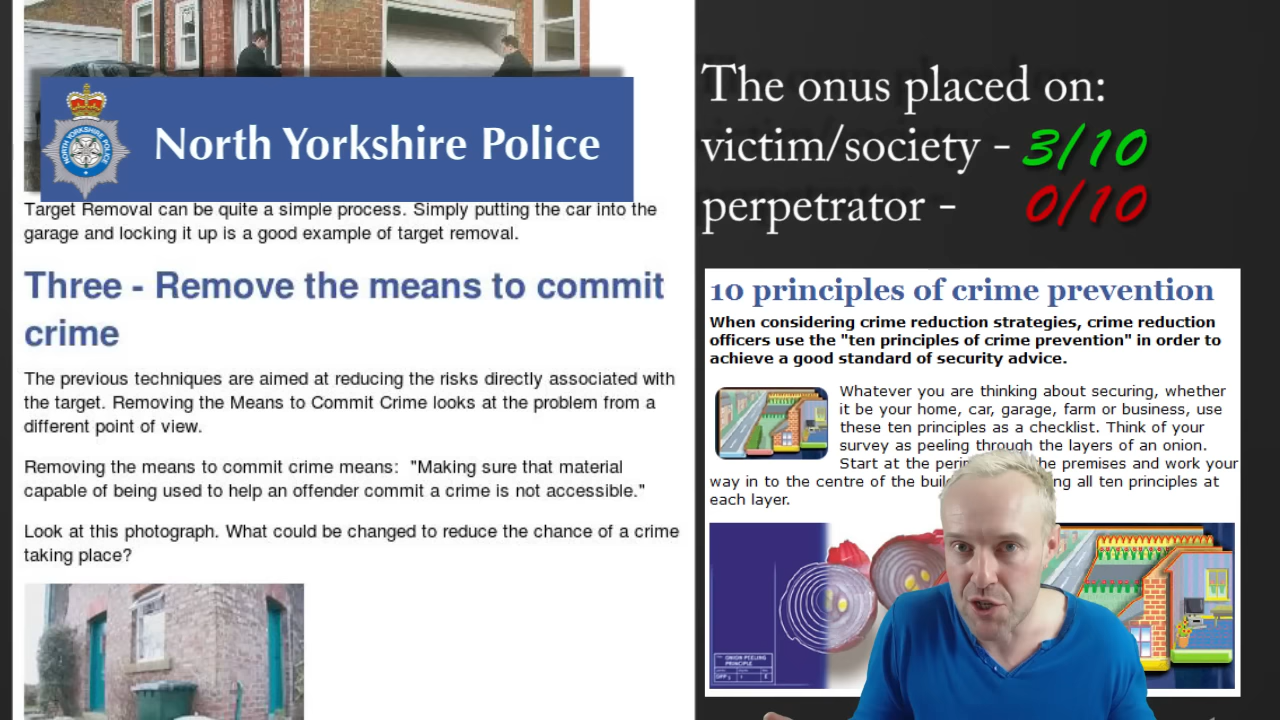 North Yorkshire Police
NORTH YORKSHIRE
POLICE
Target Removal can be quite a simple process. Simply putting the car into the
garage and locking it up is a good example of target removal.
Three - Remove the means to commit
crime
The previous techniques are aimed at reducing the risks directly associated with
the target. Removing the Means to Commit Crime looks at the problem from a
different point of view.
Removing the means to commit crime means: "Making sure that material
capable of being used to help an offender commit a crime is not accessible."
Look at this photograph. What could be changed to reduce the chance of a crime
taking place?
The onus placed on:
victim/society - 3/10
perpetrator - 0/10
10 principles of crime prevention
When considering crime reduction strategies, crime reduction
officers use the "ten principles of crime prevention" in order to
achieve a good standard of security advice.
Whatever you are thinking about securing, whether
it be your home, car, garage, farm or business, use
these ten principles as a checklist. Think of your
survey as peeling through the layers of an onion.
Start at the he premises and work your
way in to the centre of the ng all ten principles at
each layer.
ONION PEELING
PRINCIPLE